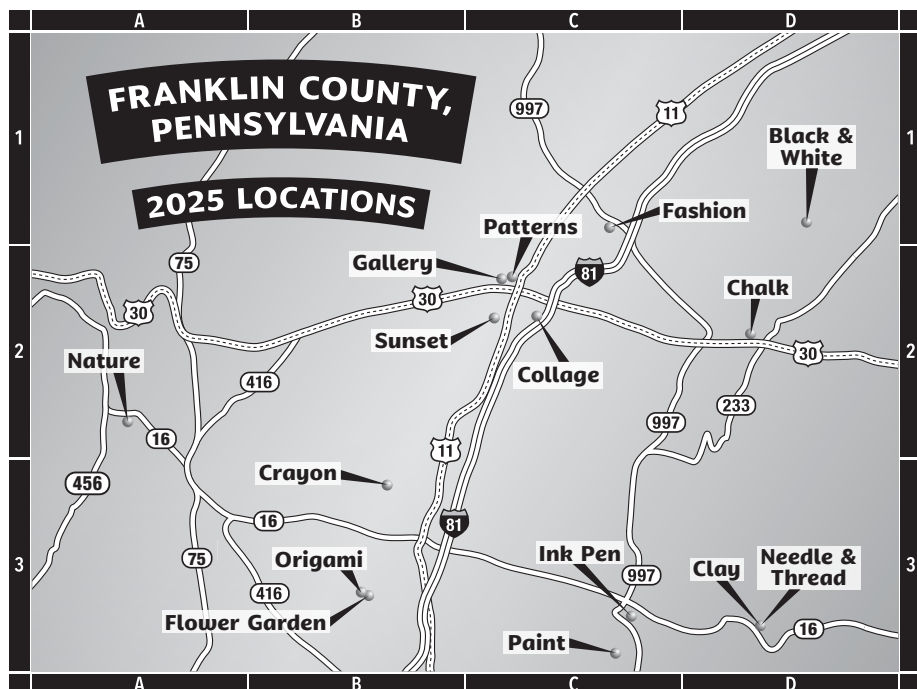 A B C D
FRANKLIN COUNTY,
PENNSYLVANIA
2025 LOCATIONS
1
1
997
11
Black &
White
Fashion
Patterns
75
Gallery
81
30
30
Chalk
Sunset
2
2
Nature
Collage
30
416
233
997
16
11
Crayon
456
16
81
Ink Pen
Needle &
Thread
75
Origami
3
3
997
Clay
416
Flower Garden
16
Paint
A B C D